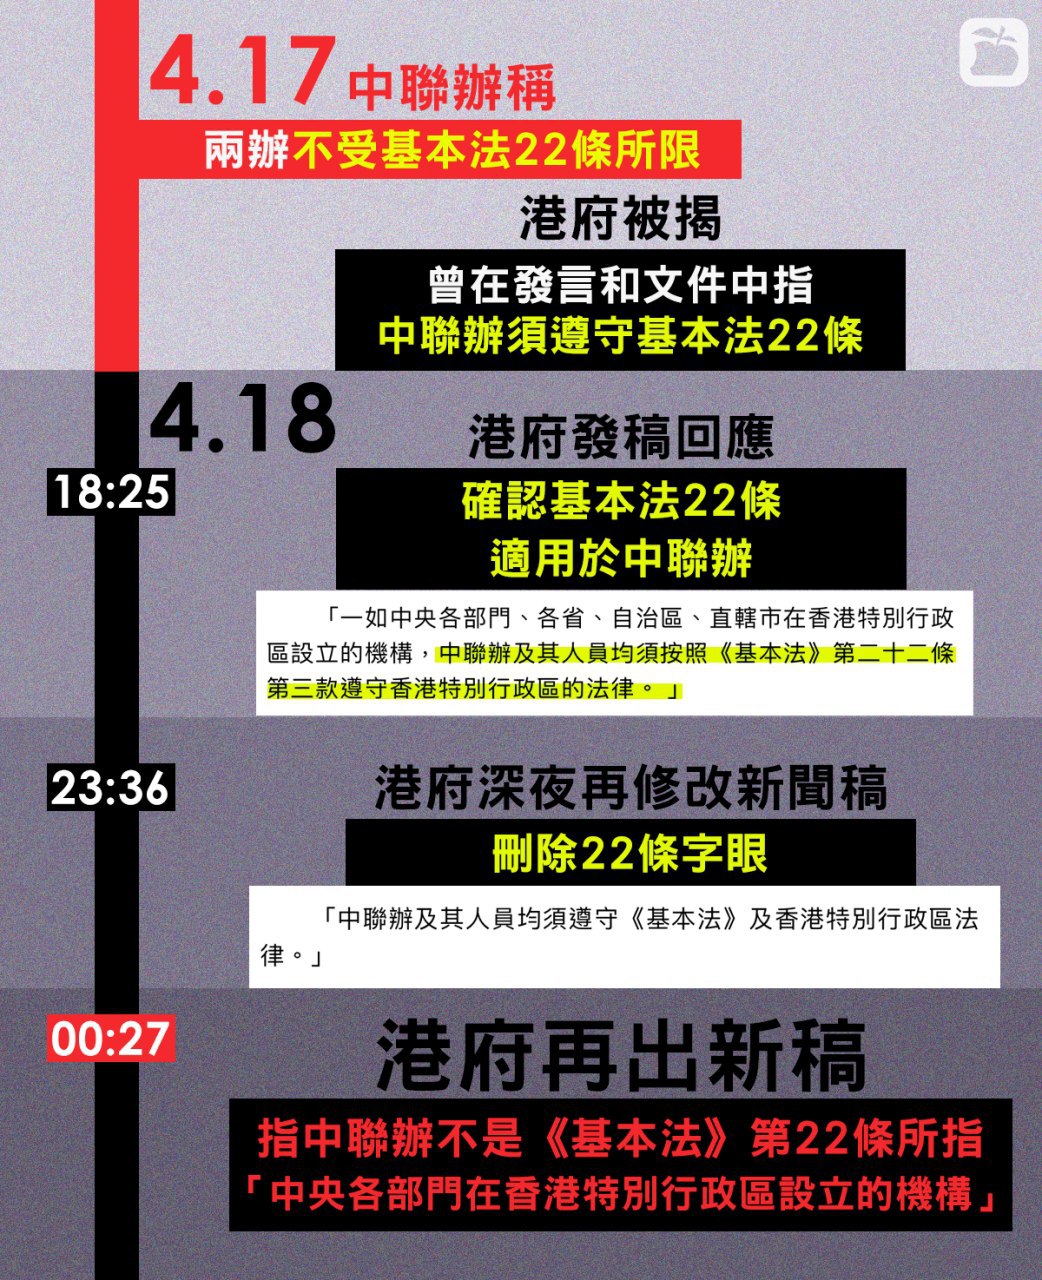 4.17 中聯辦稱
兩辦不受基本法22條所限
港府被揭
曾在發言和文件中指
中聯辦須遵守基本法22條
4.18
港府發稿回應
18:25
確認基本法22條
適用於中聯辦
「一如中央各部門、各省、自治區、直轄市在香港特別行政
區設立的機構，中聯辦及其人員均須按照《基本法》第二十二條
第三款遵守香港特別行政區的法律。」
23:36
港府深夜再修改新聞稿
刪除22條字眼
「中聯辦及其人員均須遵守《基本法》及香港特別行政區法
律。」
00:27
港府再出新稿
指中聯辦不是《基本法》第22條所指
「中央各部門在香港特別行政區設立的機構」